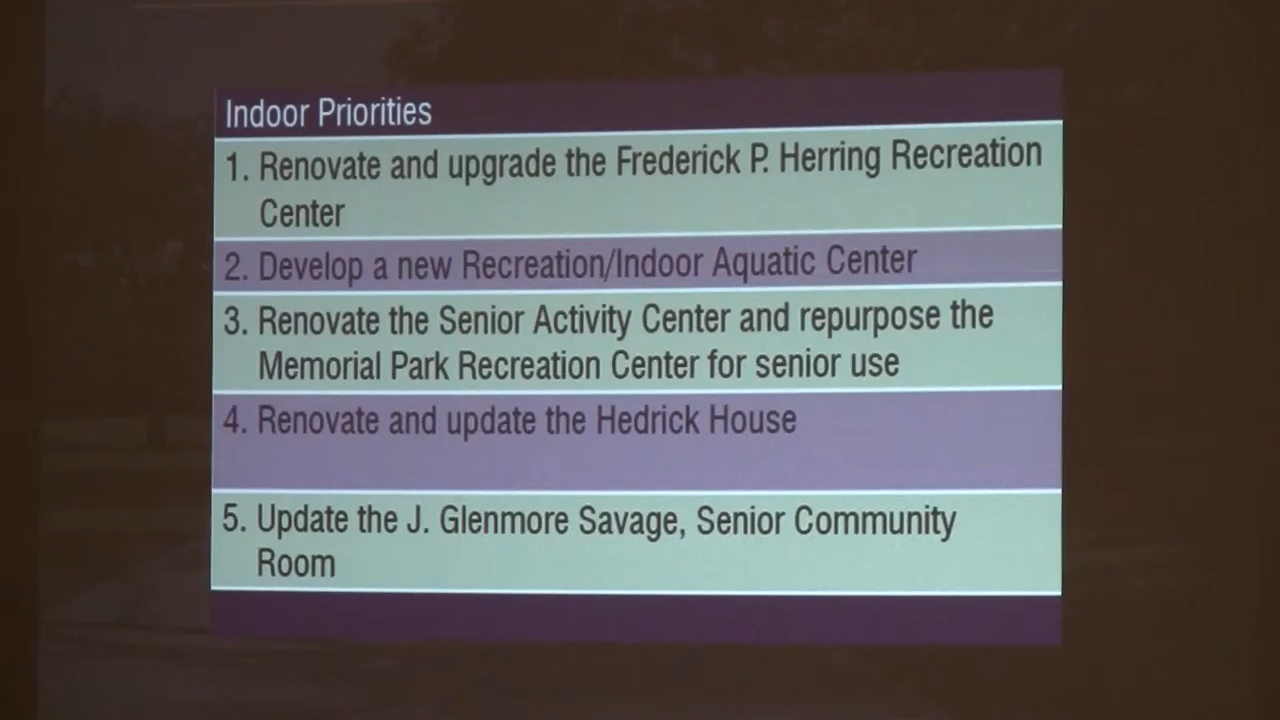 Indoor Priorities
1. Renovate and upgrade the Frederick P. Herring Recreation
Center
2. Develop a new Recreation/Indoor Aquatic Center
3. Renovate the Senior Activity Center and repurpose the
Memorial Park Recreation Center for senior use
4. Renovate and update the Hedrick House
5. Update the J. Glenmore Savage, Senior Community
Room